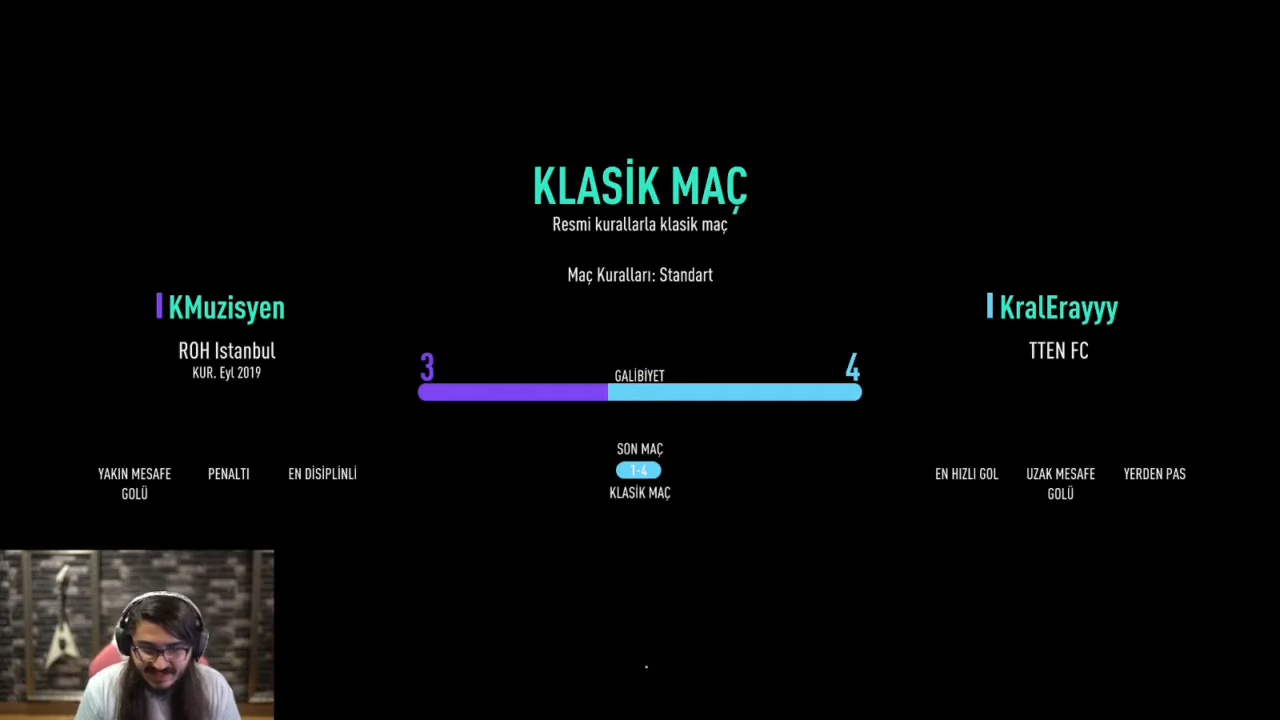 KLASİK MAÇ
Resmi kurallarla klasik maç
Maç Kuralları: Standart
KMuzisyen
ROH Istanbul
KUR. Eyl 2019
KralErayyy
TTEN FC
3
GALİBİYET
4
SON MAÇ
1-4
KLASİK MAÇ
YAKIN MESAFE
GOLÜ
PENALTI
EN DİSİPLİNLİ
EN HIZLI GOL
UZAK MESAFE
GOLÜ
YERDEN PAS